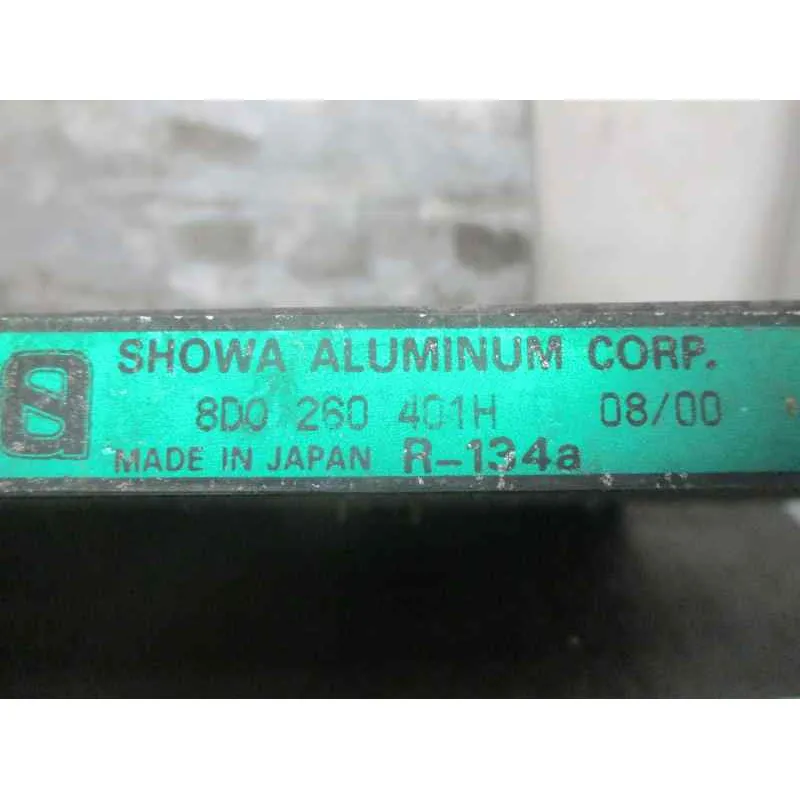 SHOWA ALUMINUM CORP.
8D0 260 401H 08/00
MADE IN JAPAN R-134a